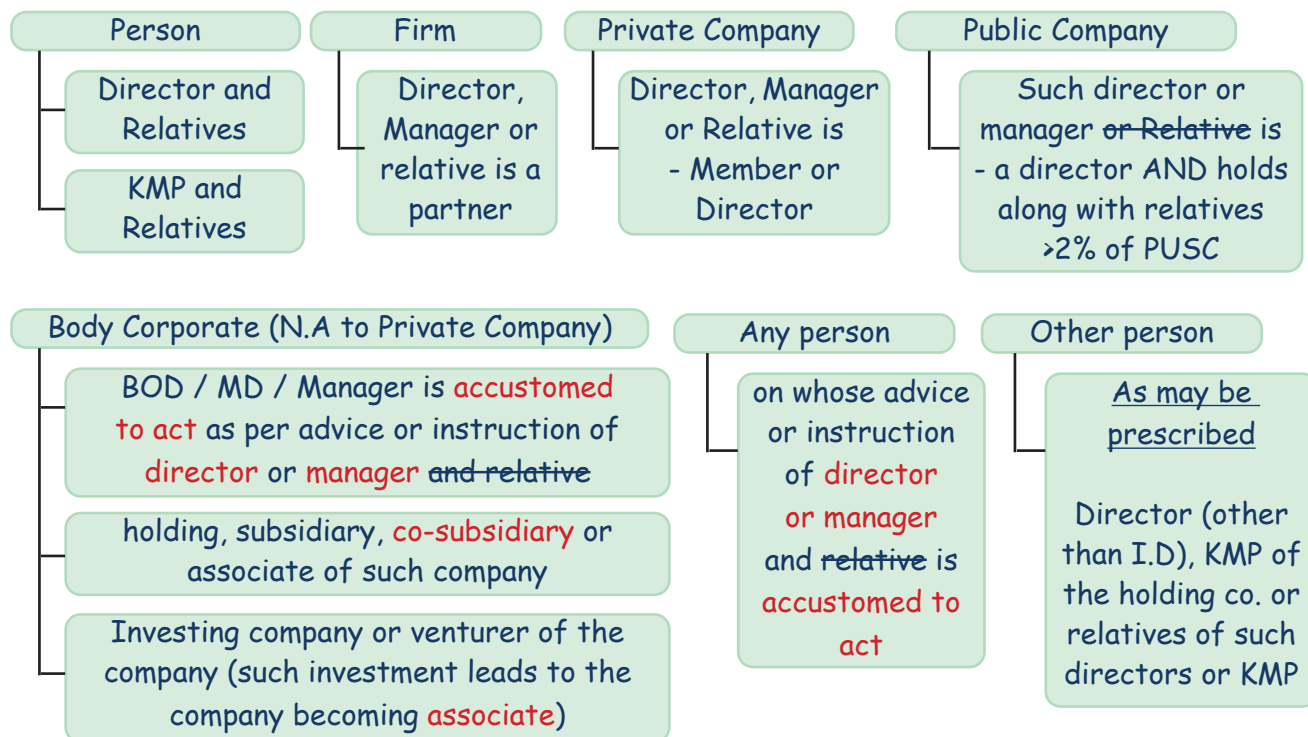 Person
Director and
Relatives
KMP and
Relatives
Firm
Director,
Manager or
relative is a
partner
Private Company
Director, Manager
or Relative is
- Member or
Director
Public Company
Such director or
manager or Relative is
- a director AND holds
along with relatives
>2% of PUSC
Body Corporate (N.A to Private Company)
BOD / MD / Manager is accustomed
to act as per advice or instruction of
director or manager and relative
holding, subsidiary, co-subsidiary or
associate of such company
Investing company or venturer of the
company (such investment leads to the
company becoming associate)
Any person
on whose advice
or instruction
of director
or manager
and relative is
accustomed to
act
Other person
As may be
prescribed
Director (other
than I.D), KMP of
the holding co. or
relatives of such
directors or KMP